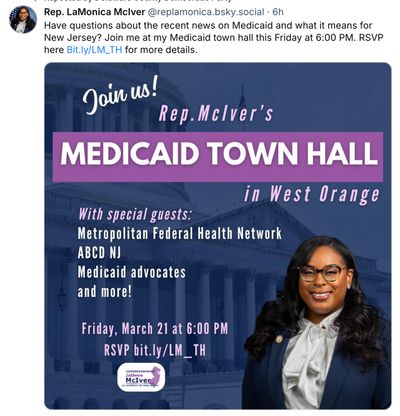 Rep. LaMonica McIver @replamonica.bsky.social · 6h
Have questions about the recent news on Medicaid and what it means for
New Jersey? Join me at my Medicaid town hall this Friday at 6:00 PM. RSVP
here Bit.ly/LM_TH for more details.
Join us!
Rep.McIver's
MEDICAID TOWN HALL
in West Orange
With special guests:
Metropolitan Federal Health Network
ABCD NJ
Medicaid advocates
and more!
Friday, March 21 at 6:00 PM
RSVP bit.ly/LM_TH
CONGRESSWOMAN
LaMonica
McIver